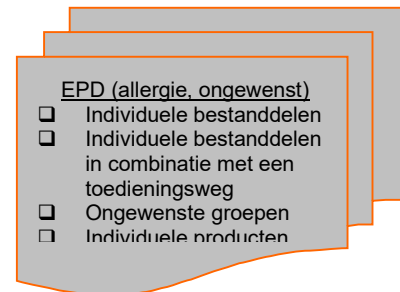 EPD (allergie, ongewenst)
❑ Individuele bestanddelen
❑ Individuele bestanddelen
in combinatie met een
toedieningsweg
❑ Ongewenste groepen
❑ Individuele producten